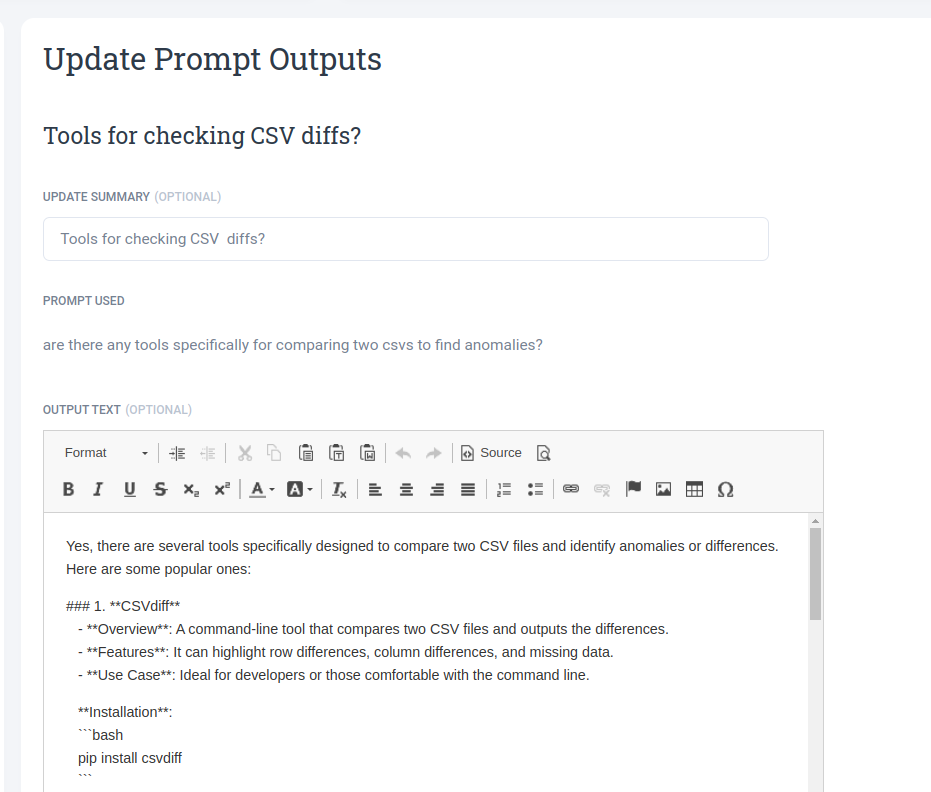 Update Prompt Outputs
Tools for checking CSV diffs?
UPDATE SUMMARY (OPTIONAL)
Tools for checking CSV  diffs?
PROMPT USED
are there any tools specifically for comparing two csvs to find anomalies?
OUTPUT TEXT (OPTIONAL)
Format
Source
Yes, there are several tools specifically designed to compare two CSV files and identify anomalies or differences.
Here are some popular ones:
### 1. **CSVdiff**
- **Overview**: A command-line tool that compares two CSV files and outputs the differences.
- **Features**: It can highlight row differences, column differences, and missing data.
- **Use Case**: Ideal for developers or those comfortable with the command line.
**Installation**:
```bash
pip install csvdiff
```